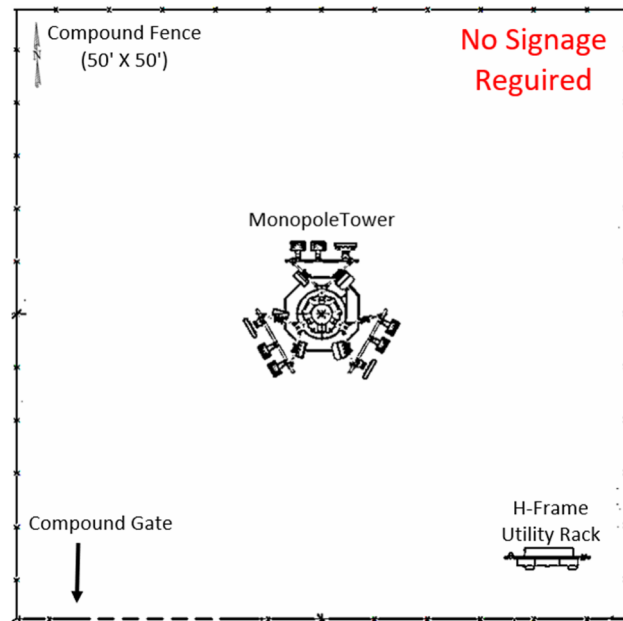 Compound Fence
(50' X 50')
No Signage
Reguired
N
MonopoleTower
Compound Gate
H-Frame
Utility Rack